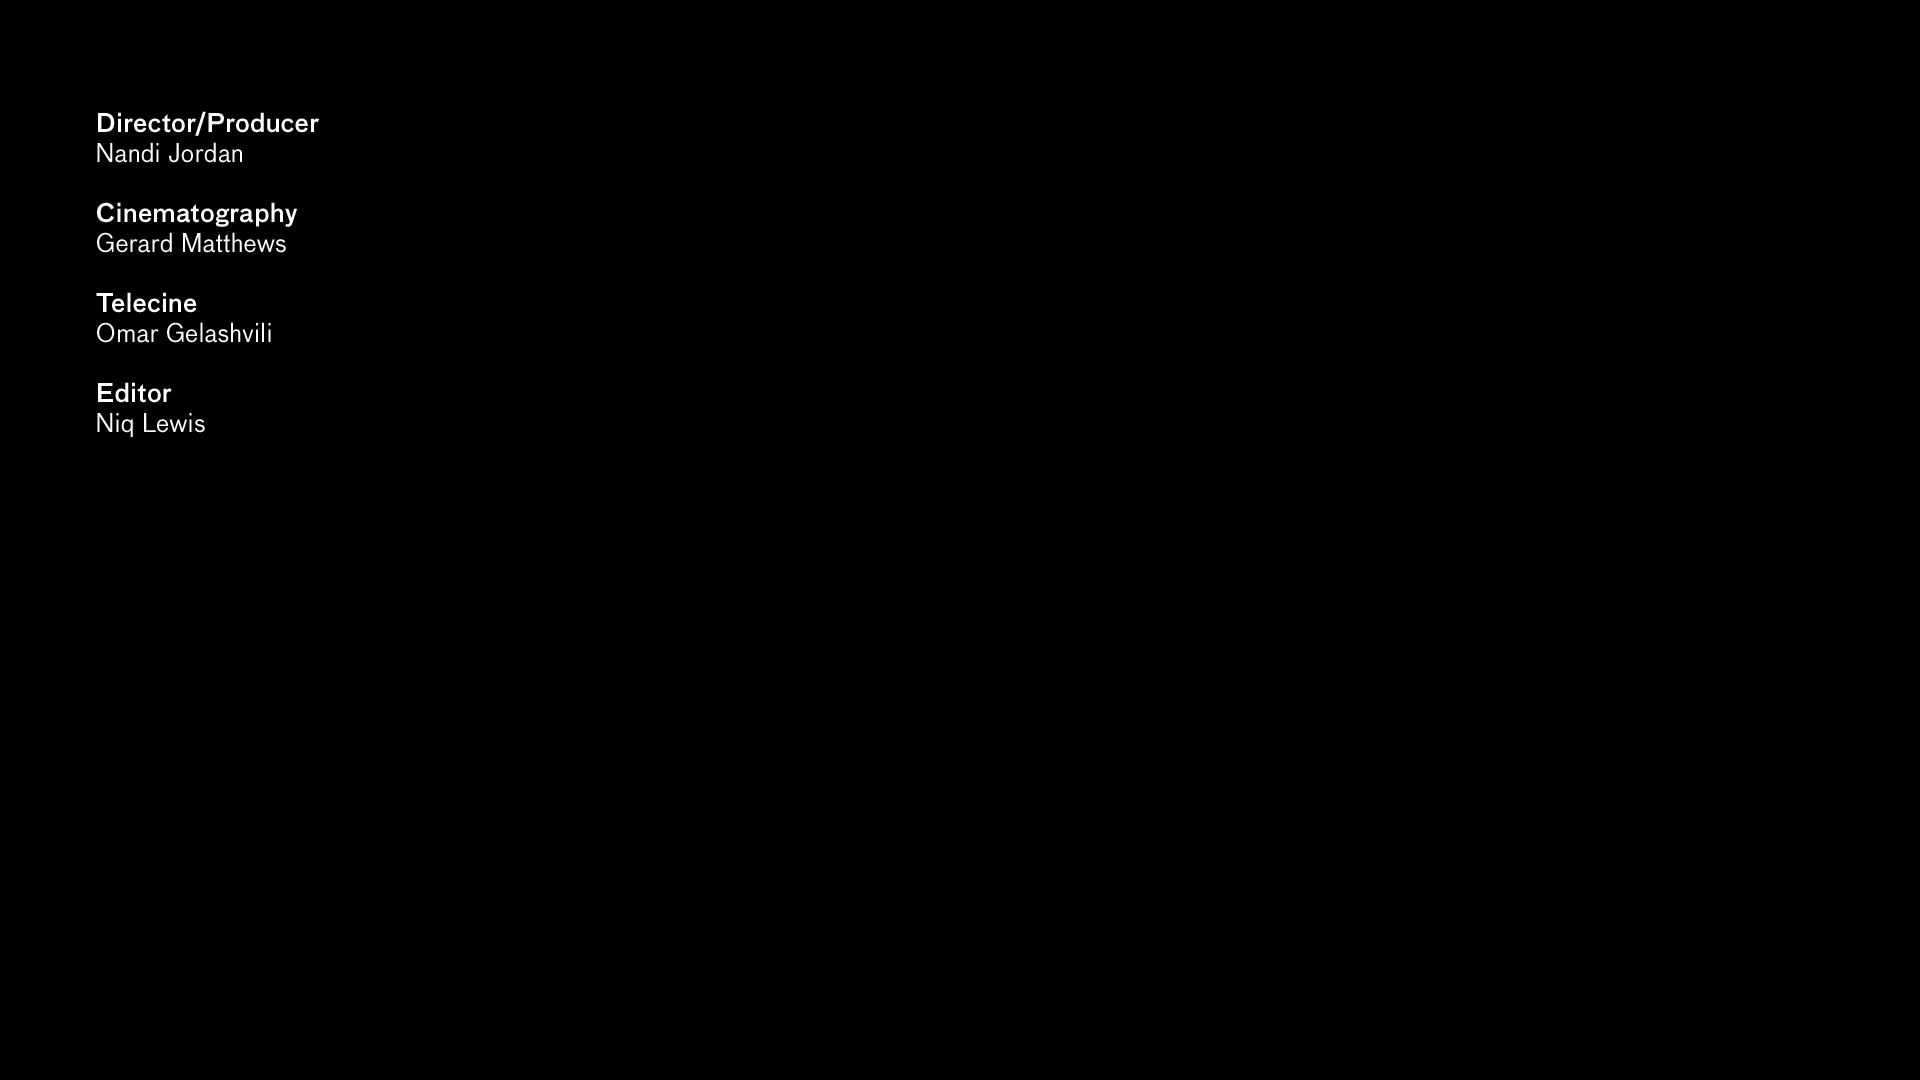 Director/Producer
Nandi Jordan
Cinematography
Gerard Matthews
Telecine
Omar Gelashvili
Editor
Niq Lewis